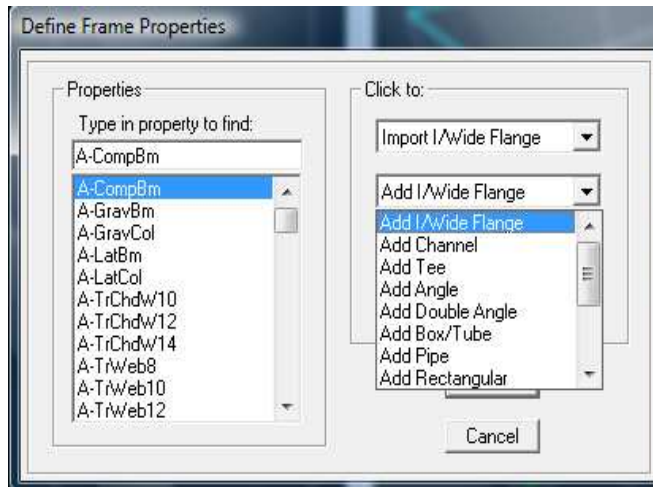 Define Frame Properties
Properties
Type in property to find:
A-CompBm
A-CompBm
A-GravBm
A-GravCol
A-LatBm
A-LatCol
A-TrChdW10
A-TrChdW12
A-TrChdW14
A-TrWeb8
A-TrWeb10
A-TrWeb12
Click to:
Import I/Wide Flange
Add I/Wide Flange
Add I/Wide Flange
Add Channel
Add Tee
Add Angle
Add Double Angle
Add Box/Tube
Add Pipe
Add Rectangular
Cancel